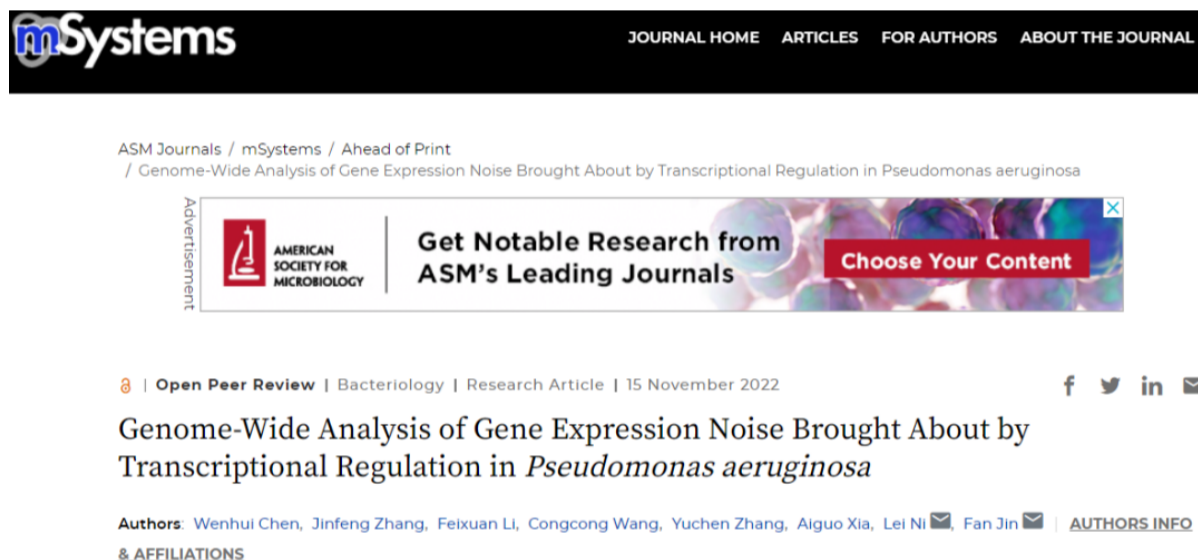 mSystems
JOURNAL HOME ARTICLES FOR AUTHORS ABOUT THE JOURNAL
ASM Journals / mSystems / Ahead of Print
/ Genome-Wide Analysis of Gene Expression Noise Brought About by Transcriptional Regulation in Pseudomonas aeruginosa
Advertisement
AMERICAN
SOCIETY FOR
MICROBIOLOGY
Get Notable Research from
ASM's Leading Journals
Choose Your Content
| Open Peer Review | Bacteriology | Research Article | 15 November 2022
Genome-Wide Analysis of Gene Expression Noise Brought About by
Transcriptional Regulation in Pseudomonas aeruginosa
Authors: Wenhui Chen, Jinfeng Zhang, Feixuan Li, Congcong Wang, Yuchen Zhang, Aiguo Xia, Lei Ni, Fan Jin | AUTHORS INFO
& AFFILIATIONS